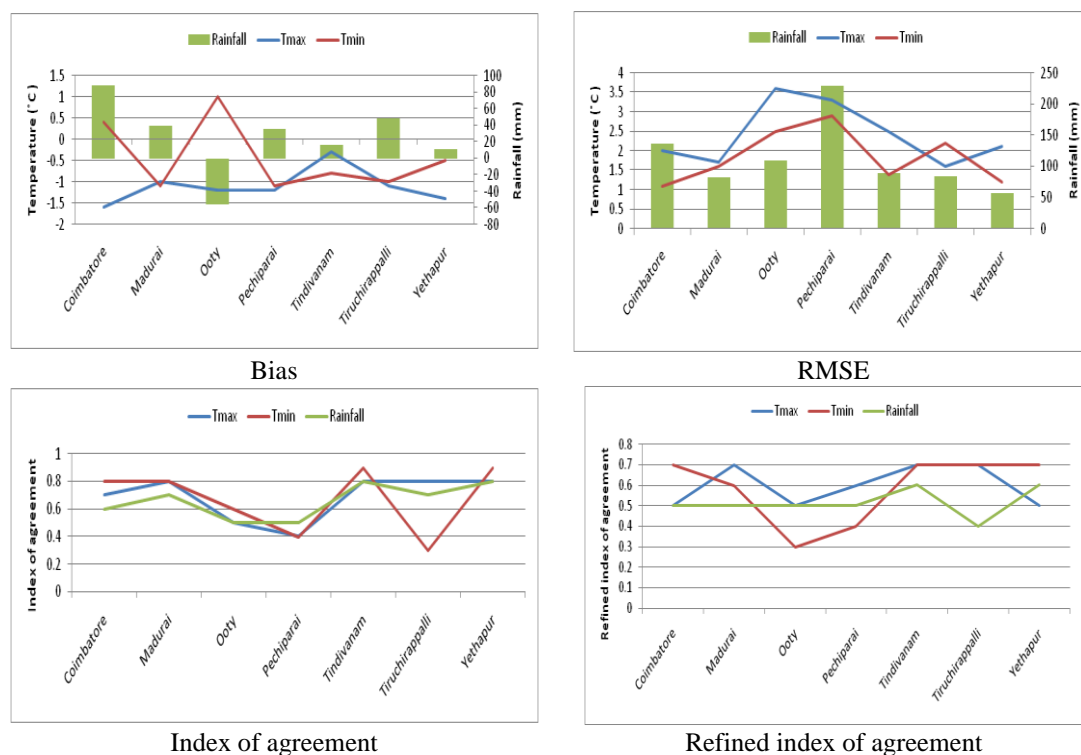 Rainfall Tmax Tmin
Temperature (˚C)
1.5
1
0.5
0
-0.5
-1
-1.5
-2
100
80
60
40
20
0
-20
-40
-60
-80
Rainfall (mm)
Coimbatore
Madurai
Ooty
Pechiparai
Tindivanam
Tiruchirappalli
Yethapur
Bias
Rainfall Tmax Tmin
Temperature (˚C)
4
3.5
3
2.5
2
1.5
1
0.5
0
250
200
150
100
50
0
Rainfall (mm)
Coimbatore
Madurai
Ooty
Pechiparai
Tindivanam
Tiruchirappalli
Yethapur
RMSE
Tmax Tmin Rainfall
Index of agreement
1
0.8
0.6
0.4
0.2
0
Coimbatore
Madurai
Ooty
Pechiparai
Tindivanam
Tiruchirappalli
Yethapur
Index of agreement
Tmax Tmin Rainfall
Refined index of agreement
0.8
0.7
0.6
0.5
0.4
0.3
0.2
0.1
0
Coimbatore
Madurai
Ooty
Pechiparai
Tindivanam
Tiruchirappalli
Yethapur
Refined index of agreement